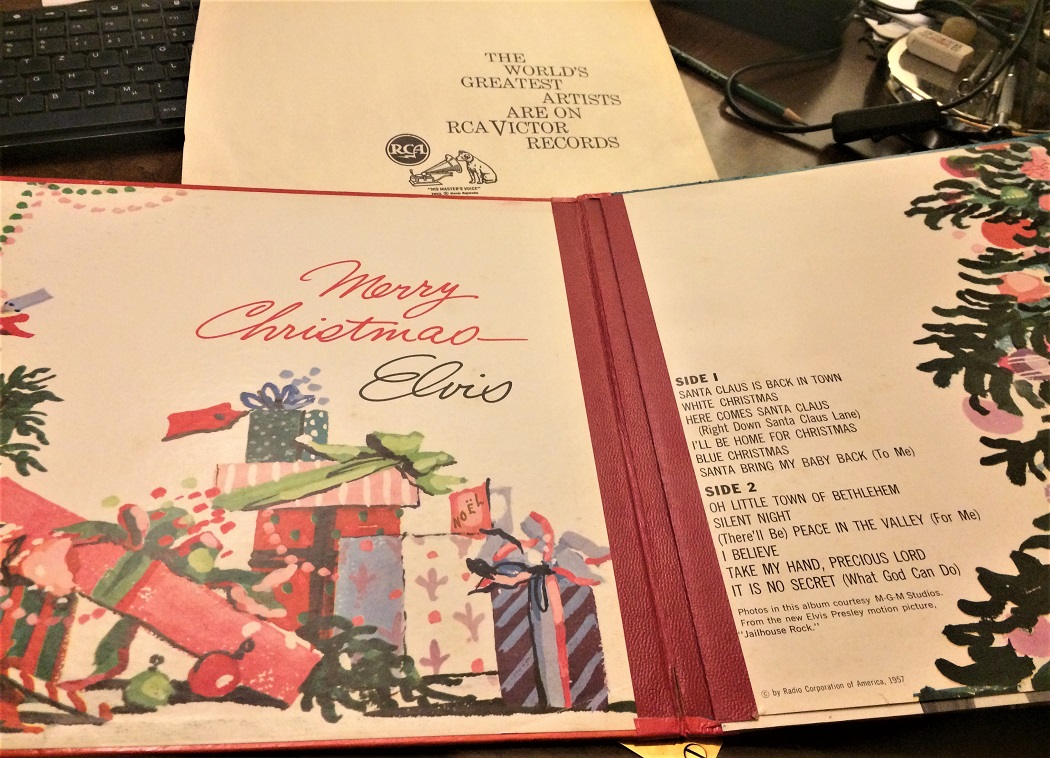 THE
WORLD'S
GREATEST
ARTISTS
ARE ON
RCA VICTOR
RECORDS
RCA
"HIS MASTER'S VOICE"
Merry
Christmas—
Elvis
NOËL
SIDE 1
SANTA CLAUS IS BACK IN TOWN
WHITE CHRISTMAS
HERE COMES SANTA CLAUS
(Right Down Santa Claus Lane)
I'LL BE HOME FOR CHRISTMAS
BLUE CHRISTMAS
SANTA BRING MY BABY BACK (To Me)
SIDE 2
OH LITTLE TOWN OF BETHLEHEM
SILENT NIGHT
(There'll Be) PEACE IN THE VALLEY (For Me)
I BELIEVE
TAKE MY HAND, PRECIOUS LORD
IT IS NO SECRET (What God Can Do)
Photos in this album courtesy M-G-M Studios.
From the new Elvis Presley motion picture,
"Jailhouse Rock."
© by Radio Corporation of America, 1957